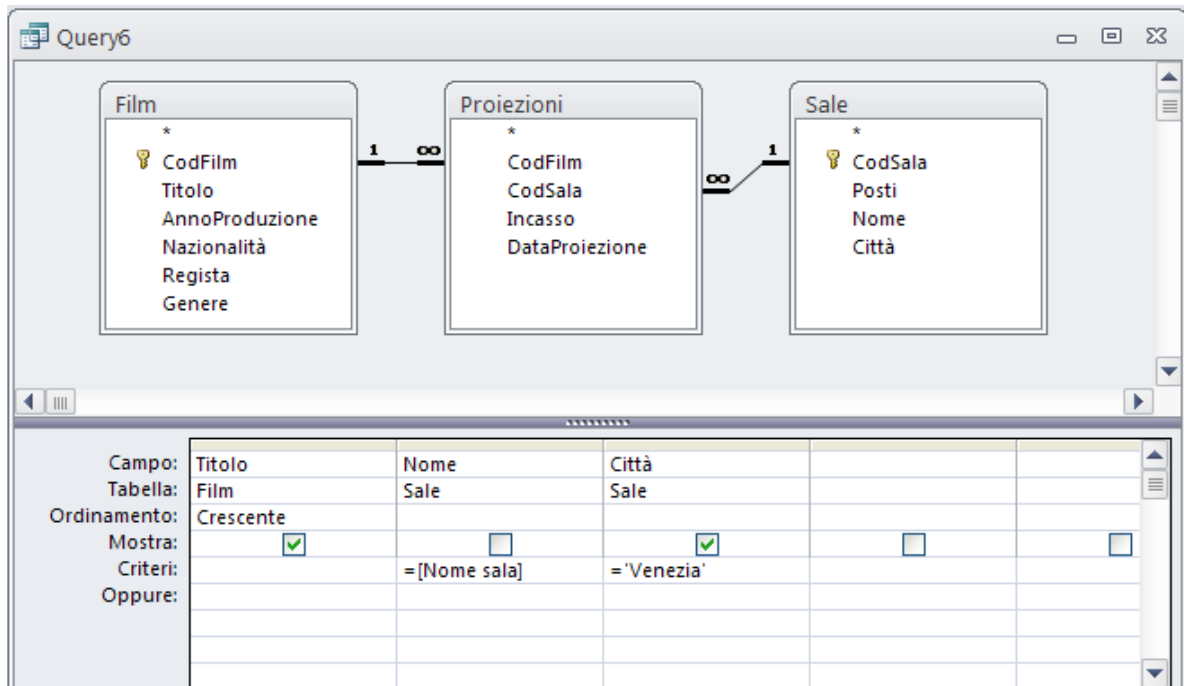 Query6
Film
*
CodFilm
Titolo
AnnoProduzione
Nazionalità
Regista
Genere
1 ∞
Proiezioni
*
CodFilm
CodSala
Incasso
DataProiezione
∞ 1
Sale
*
CodSala
Posti
Nome
Città
Campo: Titolo Nome Città
Tabella: Film Sale Sale
Ordinamento: Crescente
Mostra:
Criteri: =[Nome sala] ='Venezia'
Oppure: